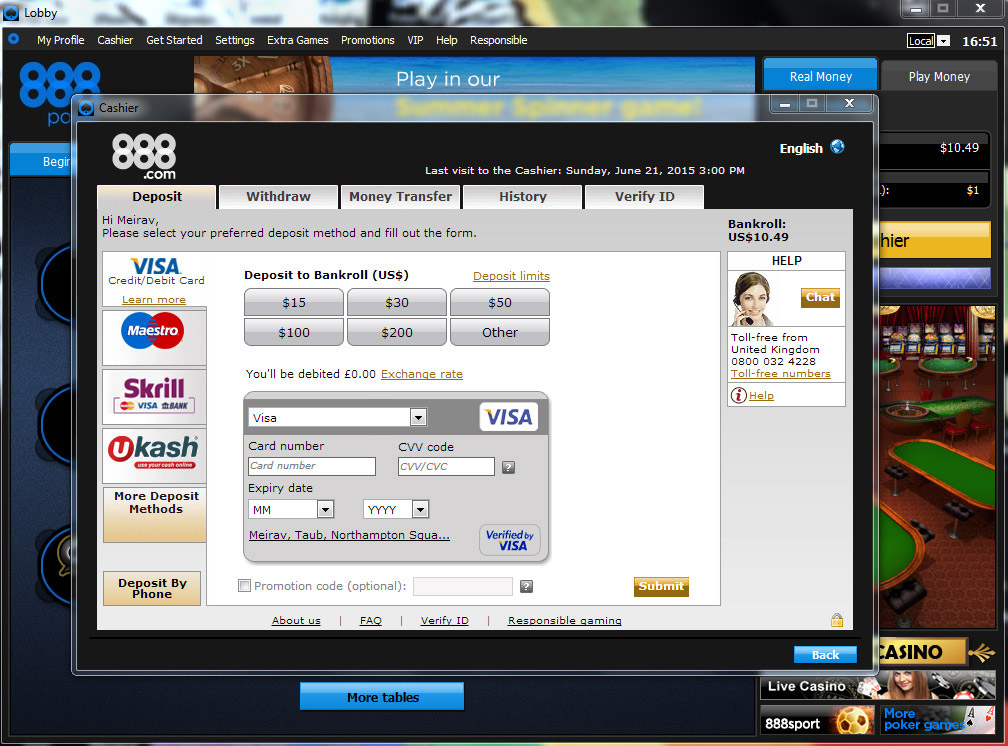 Lobby
My Profile Cashier Get Started Settings Extra Games Promotions VIP Help Responsible
Local 16:51
888
po
Play in our
Summer Spinner game!
Real Money Play Money
Cashier
$10.49
Begin
$1
):
888
.com
English
Last visit to the Cashier: Sunday, June 21, 2015 3:00 PM
Deposit Withdraw Money Transfer History Verify ID
Hi Meirav,
Please select your preferred deposit method and fill out the form.
Bankroll:
US$10.49
hier
VISA
Credit/Debit Card
Learn more
Maestro
Skrill
VISA BANK
Ukash
use your cash online
More Deposit
Methods
Deposit By
Phone
Deposit to Bankroll (US$) Deposit limits
$15 $30 $50
$100 $200 Other
You'll be debited £0.00 Exchange rate
Visa VISA
Card number CVV code
Card number CVV/CVC ?
Expiry date
MM YYYY
Meirav, Taub, Northampton Squa...
Verified by
VISA
Promotion code (optional): ?
Submit
HELP
Chat
Toll-free from
United Kingdom
0800 032 4228
Toll-free numbers
i Help
About us | FAQ | Verify ID | Responsible gaming
Back
CASINO
More tables
Live Casino
888sport
More
poker games
A A